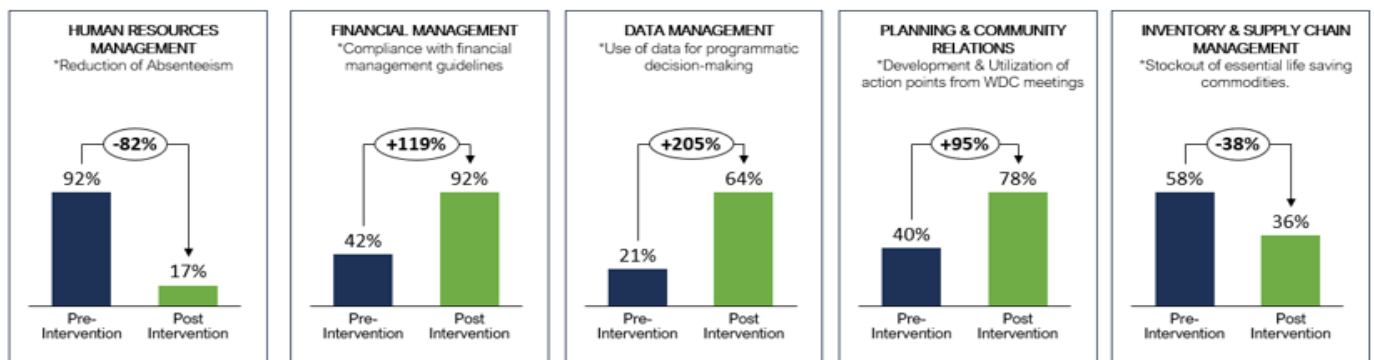 HUMAN RESOURCES
MANAGEMENT
*Reduction of Absenteeism
-82%
92%
17%
Pre-
Intervention
Post
Intervention
FINANCIAL MANAGEMENT
*Compliance with financial
management guidelines
+119%
92%
42%
Pre-
Intervention
Post
Intervention
DATA MANAGEMENT
*Use of data for programmatic
decision-making
+205%
64%
21%
Pre-
Intervention
Post
Intervention
PLANNING & COMMUNITY
RELATIONS
*Development & Utilization of
action points from WDC meetings
+95%
78%
40%
Pre-
Intervention
Post
Intervention
INVENTORY & SUPPLY CHAIN
MANAGEMENT
*Stockout of essential life saving
commodities.
-38%
58%
36%
Pre-
Intervention
Post
Intervention